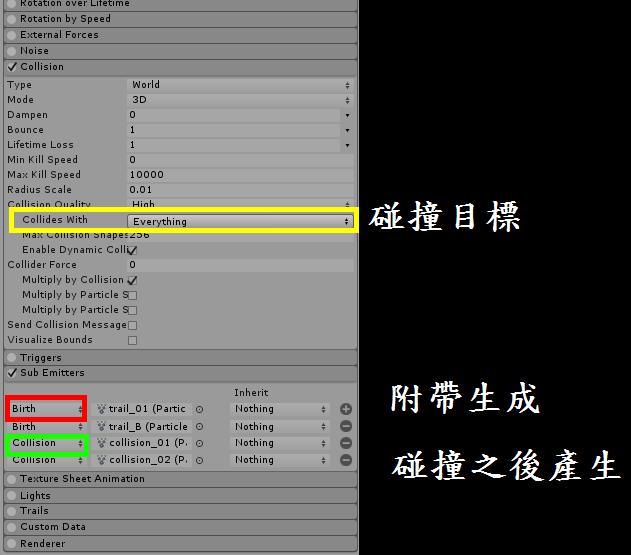 Rotation over Lifetime
Rotation by Speed
External Forces
Noise
Collision
Type World
Mode 3D
Dampen 0
Bounce 1
Lifetime Loss 1
Min Kill Speed 0
Max Kill Speed 10000
Radius Scale 0.01
Collision Quality High
Collides With Everything
碰撞目標
Max Collision Shapes 256
Enable Dynamic Colli
Collider Force 0
Multiply by Collision
Multiply by Particle S
Multiply by Particle S
Send Collision Message
Visualize Bounds
Triggers
Sub Emitters
Inherit
Birth trail_01 (Partic Nothing
附帶生成
Birth trail_B (Particle Nothing
Collision collision_01 (P Nothing
Collision collision_02 (P Nothing
碰撞之後產生
Texture Sheet Animation
Lights
Trails
Custom Data
Renderer